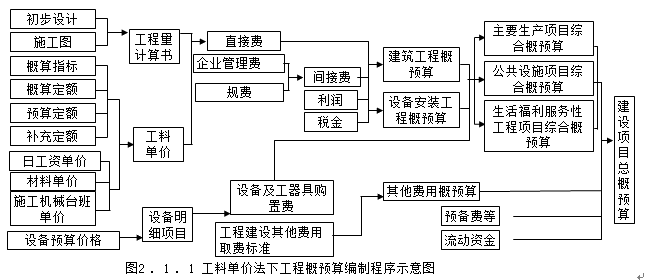 初步设计
施工图
概算指标
概算定额
预算定额
补充定额
日工资单价
材料单价
施工机械台班
单价
设备预算价格
工程量
计算书
工料
单价
设备明
细项目
直接费
企业管理费
规费
间接费
利润
税金
设备及工器具购
置费
工程建设其他费用
取费标准
建筑工程概
预算
设备安装工
程概预算
其他费用概预算
预备费等
流动资金
主要生产项目综
合概预算
公共设施项目综
合概预算
生活福利服务性
工程项目综合概
预算
建设项目总概预算
图2.1.1 工料单价法下工程概预算编制程序示意图